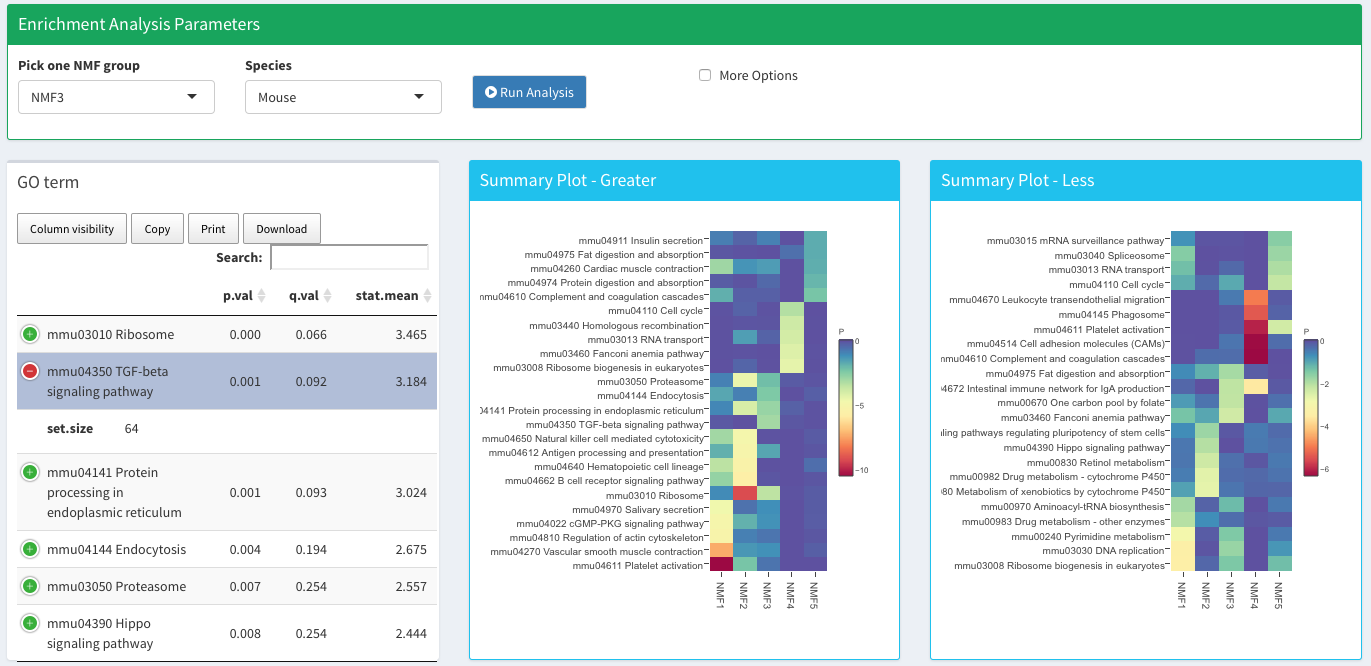 Enrichment Analysis Parameters
Pick one NMF group
Species
NMF3
Mouse
Run Analysis
More Options
GO term
Column visibility
Copy
Print
Download
Search:
p.val
q.val
stat.mean
mmu03010 Ribosome 0.000 0.066 3.465
mmu04350 TGF-beta
signaling pathway
0.001 0.092 3.184
set.size 64
mmu04141 Protein
processing in
endoplasmic reticulum
0.001 0.093 3.024
mmu04144 Endocytosis 0.004 0.194 2.675
mmu03050 Proteasome 0.007 0.254 2.557
mmu04390 Hippo
signaling pathway
0.008 0.254 2.444
Summary Plot - Greater
mmu04911 Insulin secretion
mmu04975 Fat digestion and absorption
mmu04260 Cardiac muscle contraction
mmu04974 Protein digestion and absorption
nmu04610 Complement and coagulation cascades
mmu04110 Cell cycle
mmu03440 Homologous recombination
mmu03013 RNA transport
mmu03460 Fanconi anemia pathway
mmu03008 Ribosome biogenesis in eukaryotes
mmu03050 Proteasome
mmu04144 Endocytosis
04141 Protein processing in endoplasmic reticulum
mmu04350 TGF-beta signaling pathway
mmu04650 Natural killer cell mediated cytotoxicity
mmu04612 Antigen processing and presentation
mmu04640 Hematopoietic cell lineage
mmu04662 B cell receptor signaling pathway
mmu03010 Ribosome
mmu04970 Salivary secretion
mmu04022 cGMP-PKG signaling pathway
mmu04810 Regulation of actin cytoskeleton
mmu04270 Vascular smooth muscle contraction
mmu04611 Platelet activation
NMF1
NMF2
NMF3
NMF4
NMF5
P
0
−5
−10
Summary Plot - Less
mmu03015 mRNA surveillance pathway
mmu03040 Spliceosome
mmu03013 RNA transport
mmu04110 Cell cycle
mmu04670 Leukocyte transendothelial migration
mmu04145 Phagosome
mmu04611 Platelet activation
mmu04514 Cell adhesion molecules (CAMs)
mmu04610 Complement and coagulation cascades
mmu04975 Fat digestion and absorption
04672 Intestinal immune network for IgA production
mmu00670 One carbon pool by folate
mmu03460 Fanconi anemia pathway
ling pathways regulating pluripotency of stem cells
mmu04390 Hippo signaling pathway
mmu00830 Retinol metabolism
mmu00982 Drug metabolism - cytochrome P450
80 Metabolism of xenobiotics by cytochrome P450
mmu00970 Aminoacyl-tRNA biosynthesis
mmu00983 Drug metabolism - other enzymes
mmu00240 Pyrimidine metabolism
mmu03030 DNA replication
mmu03008 Ribosome biogenesis in eukaryotes
NMF1
NMF2
NMF3
NMF4
NMF5
P
0
−2
−4
−6